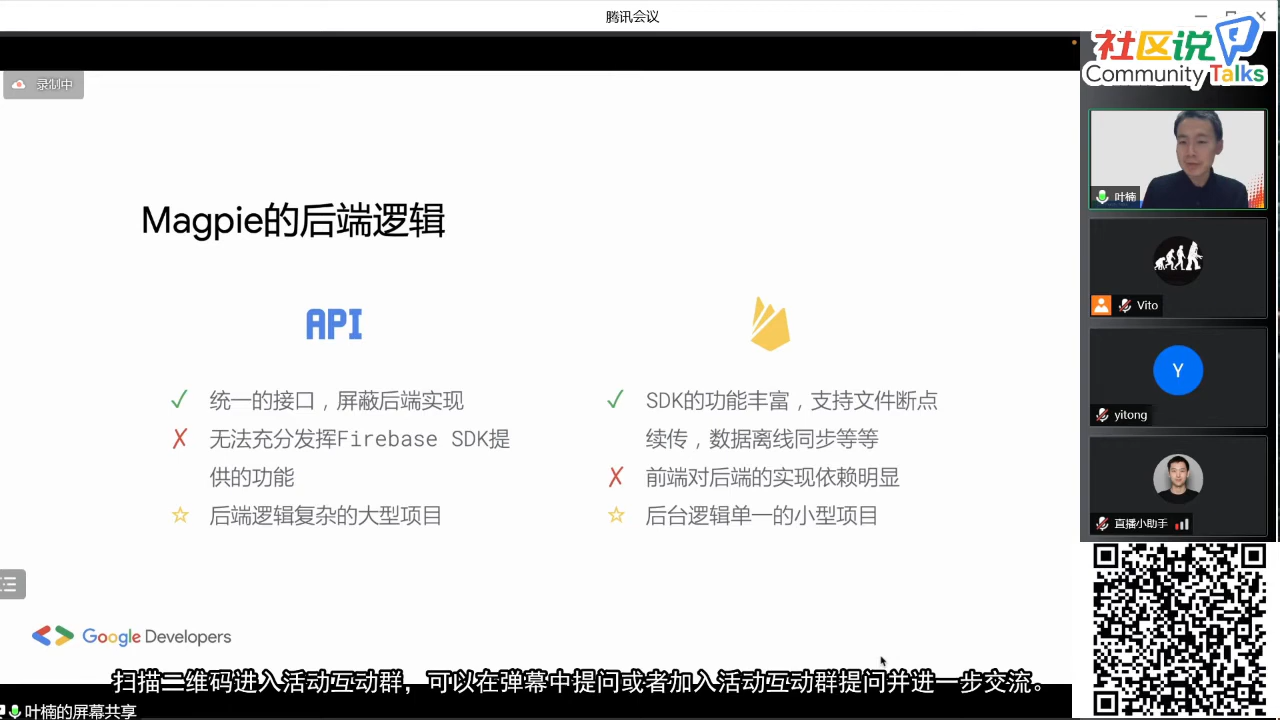 腾讯会议
社区说
Community Talks
录制中
叶楠
Magpie的后端逻辑
Vito
API
Y
yitong
统一的接口，屏蔽后端实现
无法充分发挥Firebase SDK提
供的功能
后端逻辑复杂的大型项目
SDK的功能丰富，支持文件断点
续传，数据离线同步等等
前端对后端的实现依赖明显
后台逻辑单一的小型项目
直播小助手
Google Developers
扫描二维码进入活动互动群，可以在弹幕中提问或者加入活动互动群提问并进一步交流。
叶楠的屏幕共享